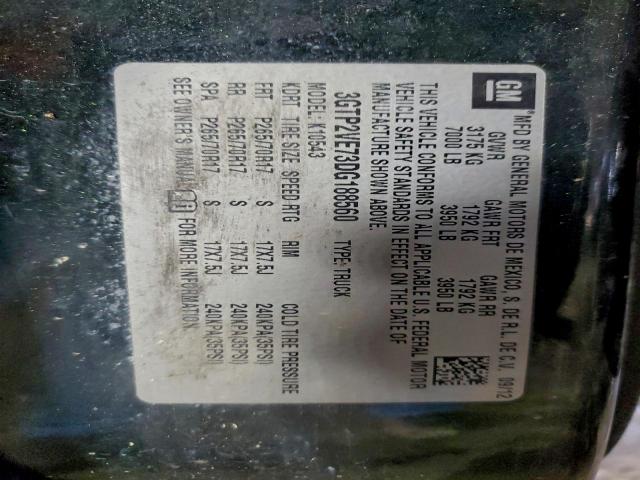 GM
MFD BY GENERAL MOTORS DE MEXICO, S. DE R.L. DE C.V. 09/12
GVWR GAWR FRT GAWR RR
3175 KG 1792 KG 1792 KG
7000 LB 3950 LB 3950 LB
THIS VEHICLE CONFORMS TO ALL APPLICABLE U.S. FEDERAL MOTOR
VEHICLE SAFETY STANDARDS IN EFFECT ON THE DATE OF
MANUFACTURE SHOWN ABOVE.
3GTP2VE73DG188560 TYPE: TRUCK
MODEL: K10543
KDRT TIRE SIZE SPEED RTG RIM COLD TIRE PRESSURE
FRT P265/70R17 S 17X7.5J 240KPA(35PSI)
RR P265/70R17 S 17X7.5J 240KPA(35PSI)
SPA P265/70R17 S 17X7.5J 240KPA(35PSI)
SEE OWNER'S MANUAL FOR MORE INFORMATION.